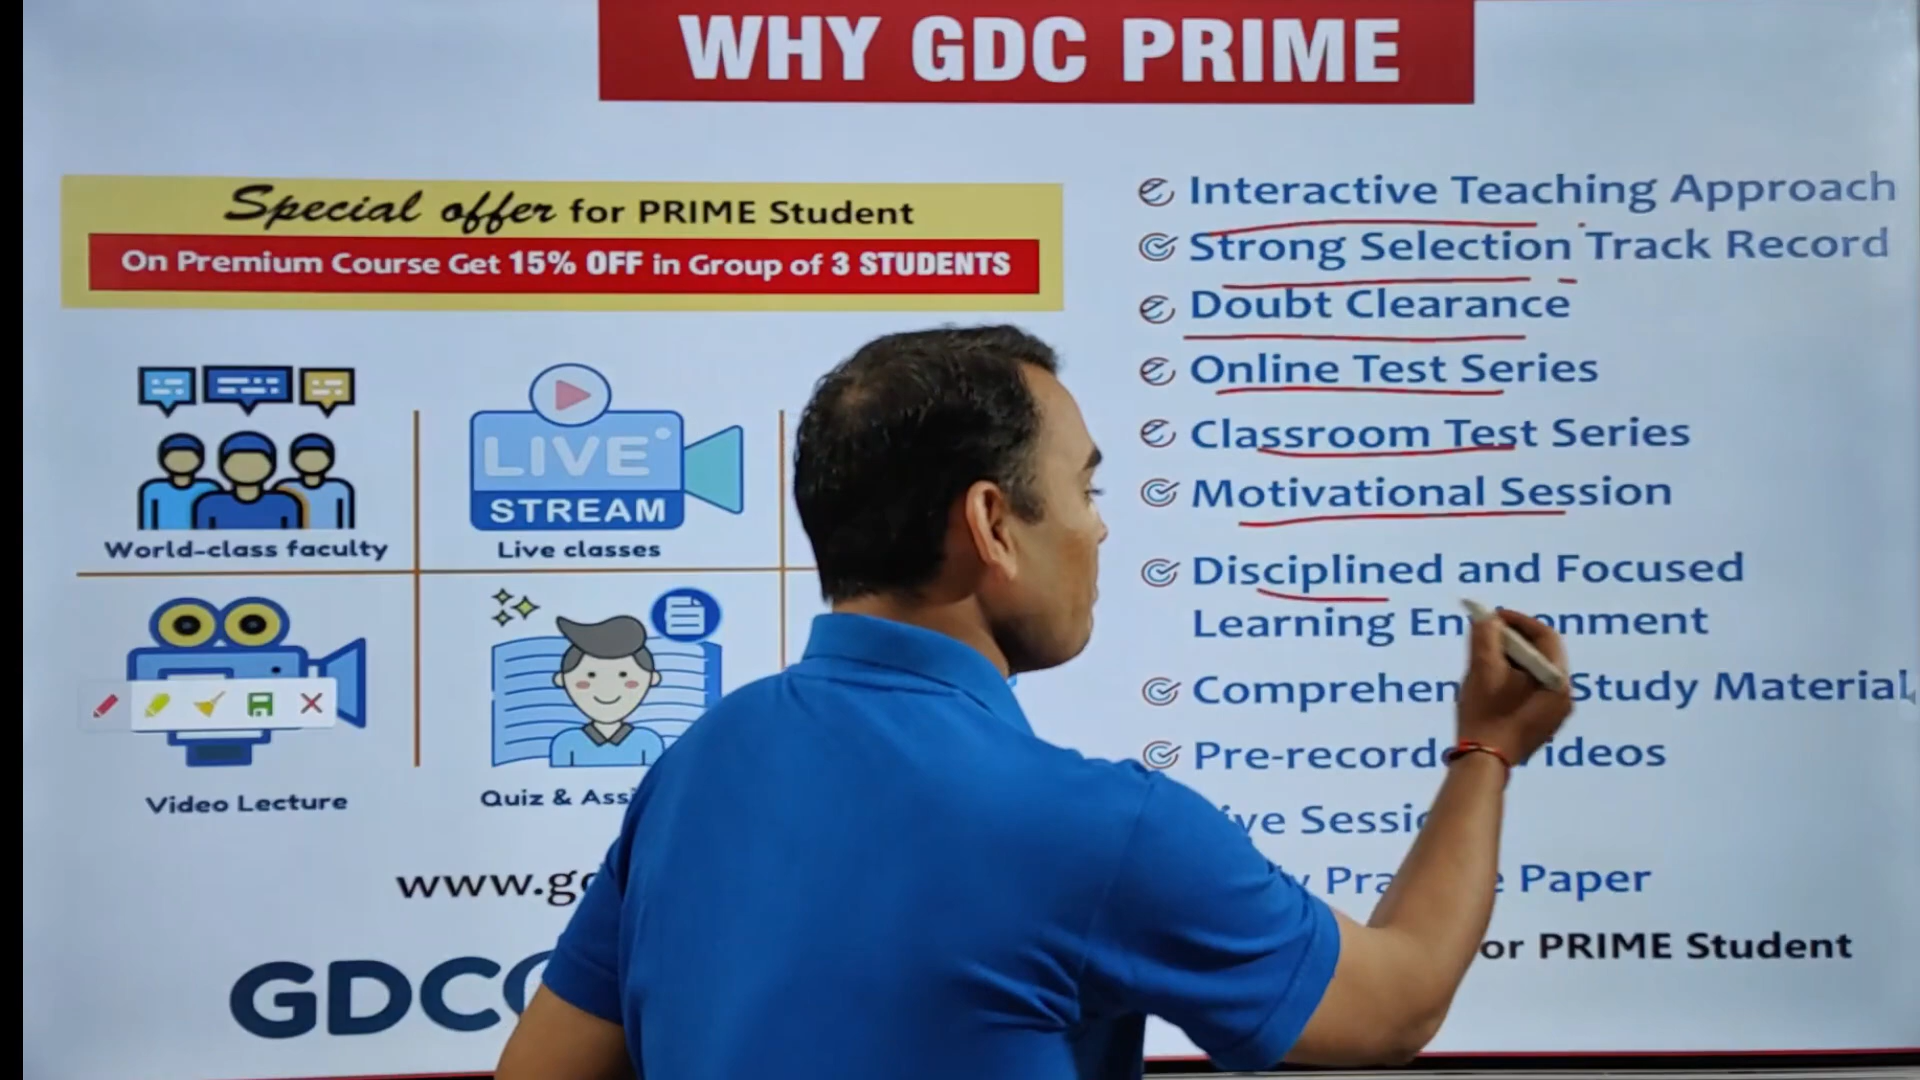 WHY GDC PRIME
Special offer for PRIME Student
On Premium Course Get 15% OFF in Group of 3 STUDENTS
World-class faculty
LIVE
STREAM
Live classes
Video Lecture
Quiz &
www.
GDC
Interactive Teaching Approach
Strong Selection Track Record
Doubt Clearance
Online Test Series
Classroom Test Series
Motivational Session
Disciplined and Focused
Learning
Study Material
Paper
PRIME Student